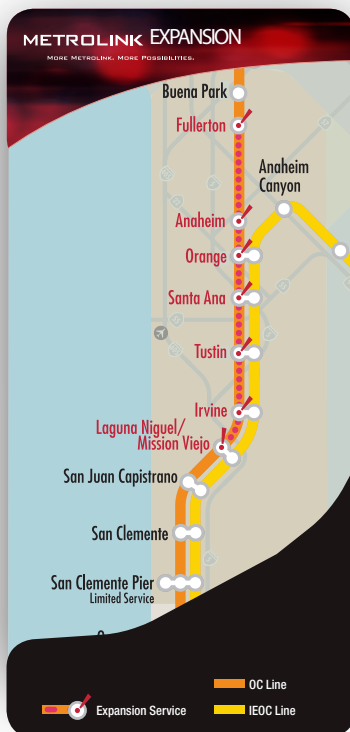 METROLINK EXPANSION
MORE METROLINK. MORE POSSIBILITIES.
Buena Park
Fullerton
Anaheim
Canyon
Anaheim
Orange
Santa Ana
Tustin
Irvine
Laguna Niguel/
Mission Viejo
San Juan Capistrano
San Clemente
San Clemente Pier
Limited Service
OC Line
Expansion Service
IEOC Line